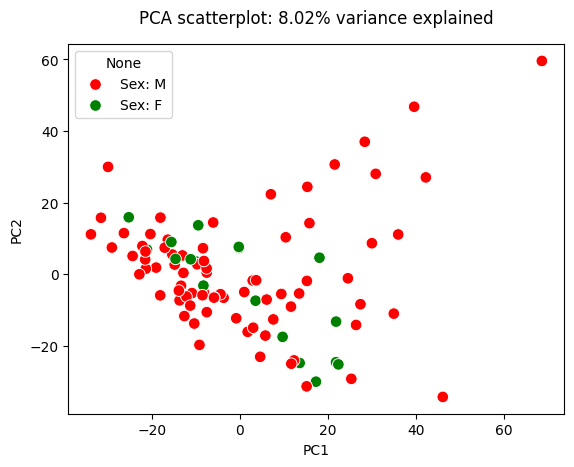 PCA scatterplot: 8.02% variance explained
None
Sex: M
Sex: F
60
40
20
0
−20
PC2
−20
0
20
40
60
PC1